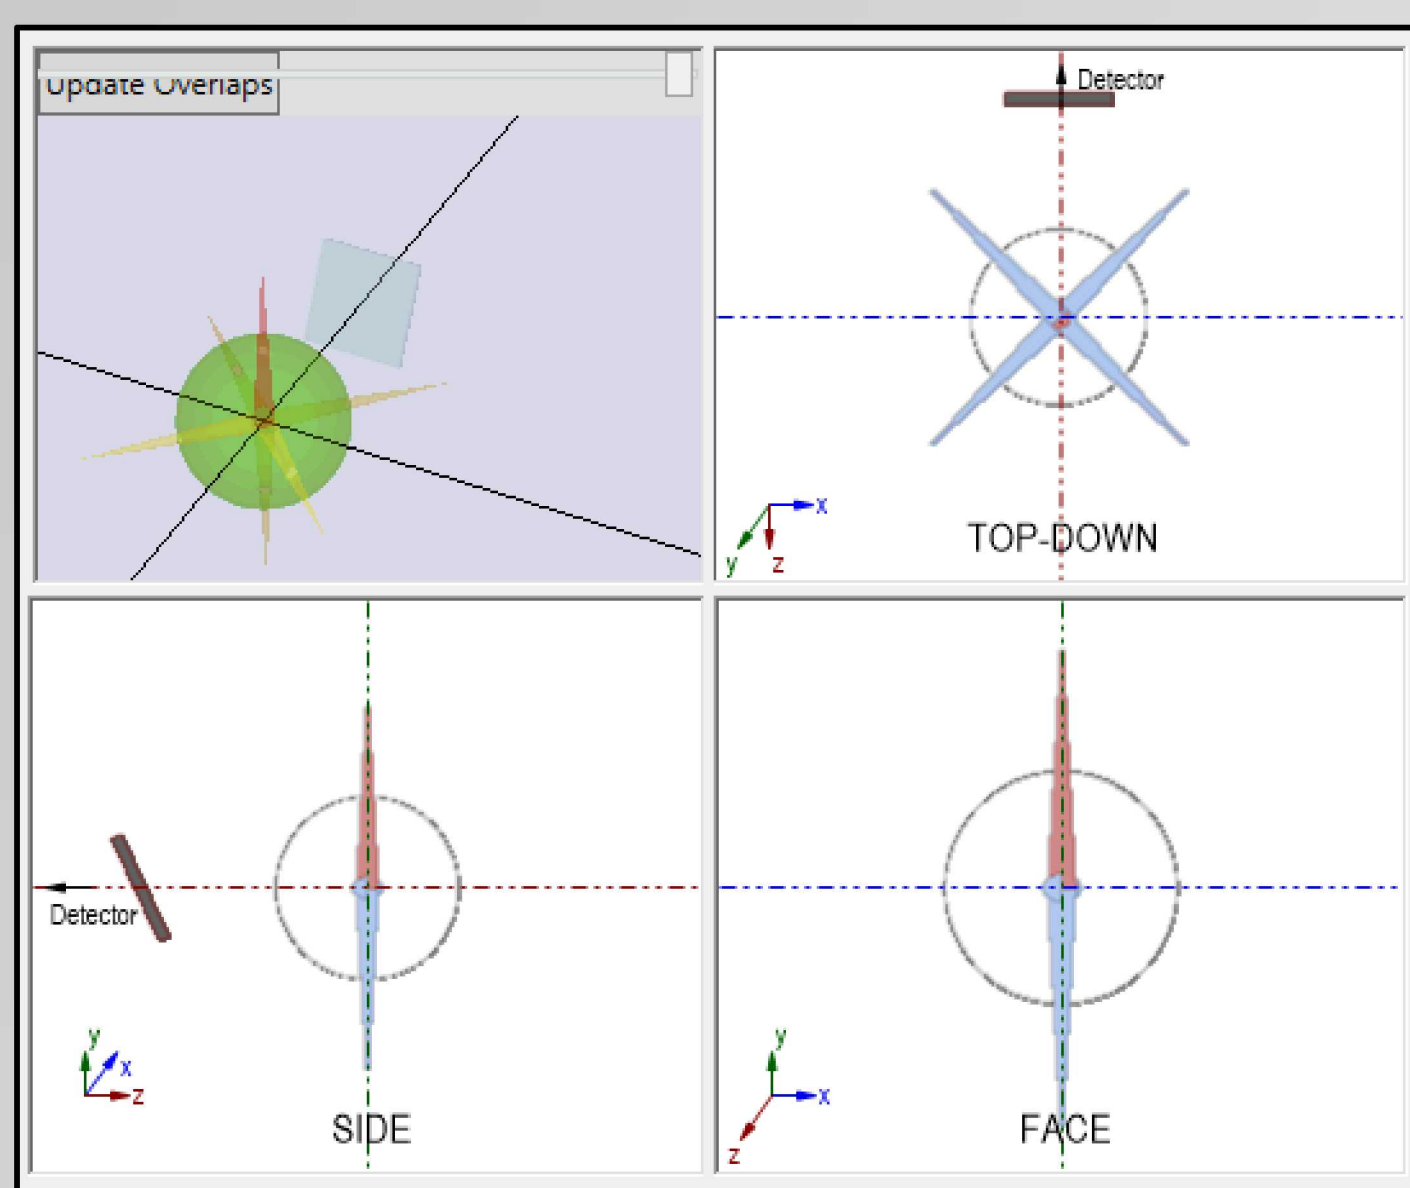 Update Overlaps
Detector
x
y
z
TOP-DOWN
Detector
y
x
z
SIDE
y
x
z
FACE